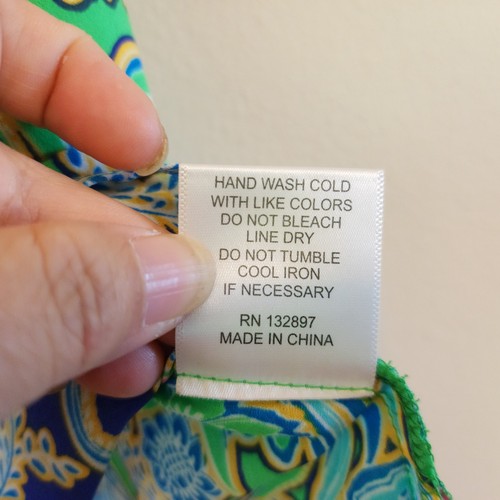 HAND WASH COLD
WITH LIKE COLORS
DO NOT BLEACH
LINE DRY
DO NOT TUMBLE
COOL IRON
IF NECESSARY
RN 132897
MADE IN CHINA